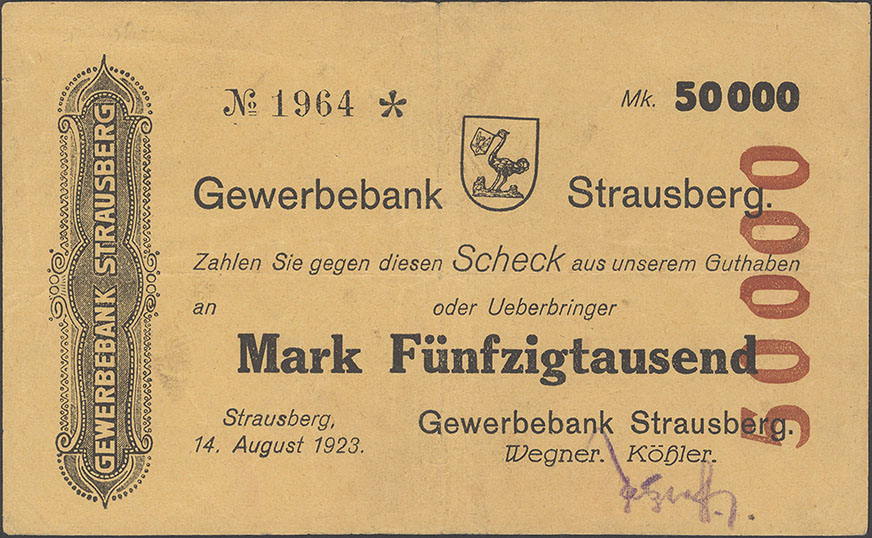 GEWERBEBANK STRAUSBERG
№ 1964 *
Mk. 50000
Gewerbebank Strausberg.
Zahlen Sie gegen diesen Scheck aus unserem Guthaben
an oder Ueberbringer
Mark Fünfzigtausend
50000
Strausberg,
14. August 1923.
Gewerbebank Strausberg.
Wegner. Kößler.